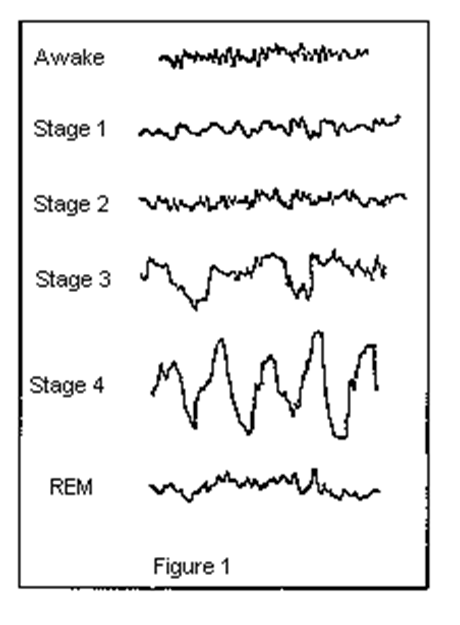 Awake
Stage 1
Stage 2
Stage 3
Stage 4
REM
Figure 1